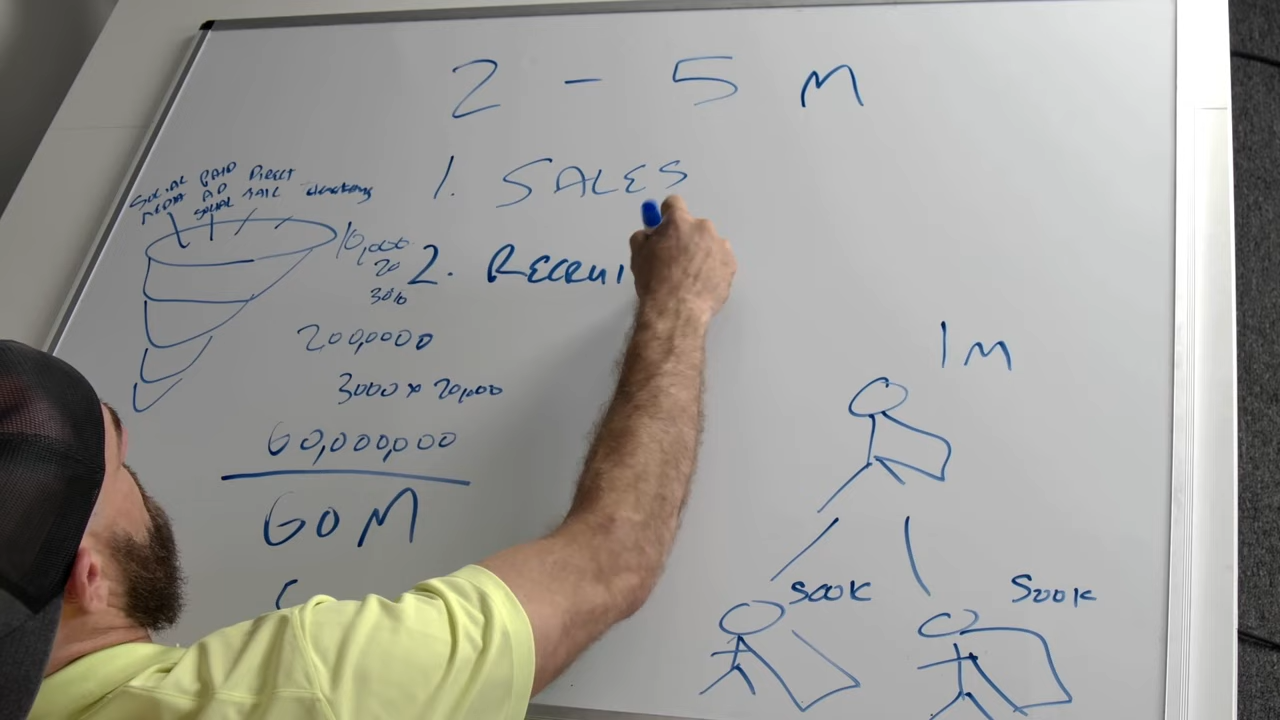 2 - 5 M
1. SALES
2. RECRUI
SOCIAL PAID DIRECT
MEDIA AD MAIL
SOCIAL
10,000
20
30%
200,000
3000 x 20,000
60,000,000
60M
1M
500K
500K